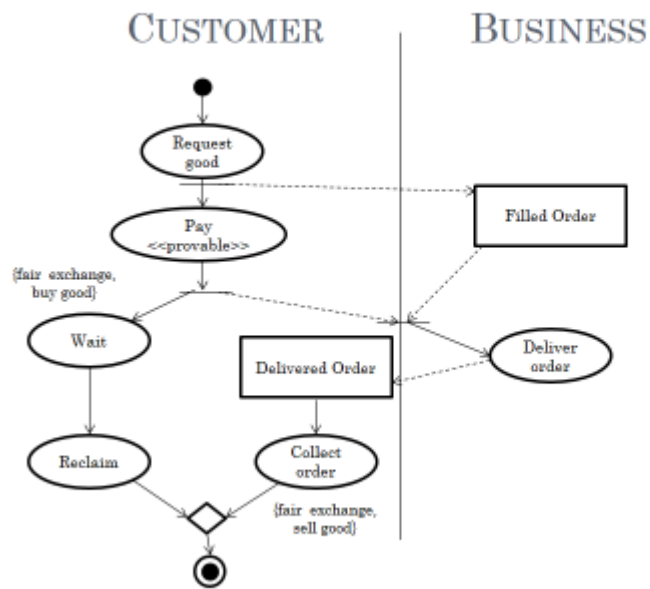 CUSTOMER
BUSINESS
Request
good
Filled Order
Pay
<<provable>>
{fair exchange,
buy good}
Wait
Delivered Order
Deliver
order
Reclaim
Collect
order
{fair exchange,
sell good}